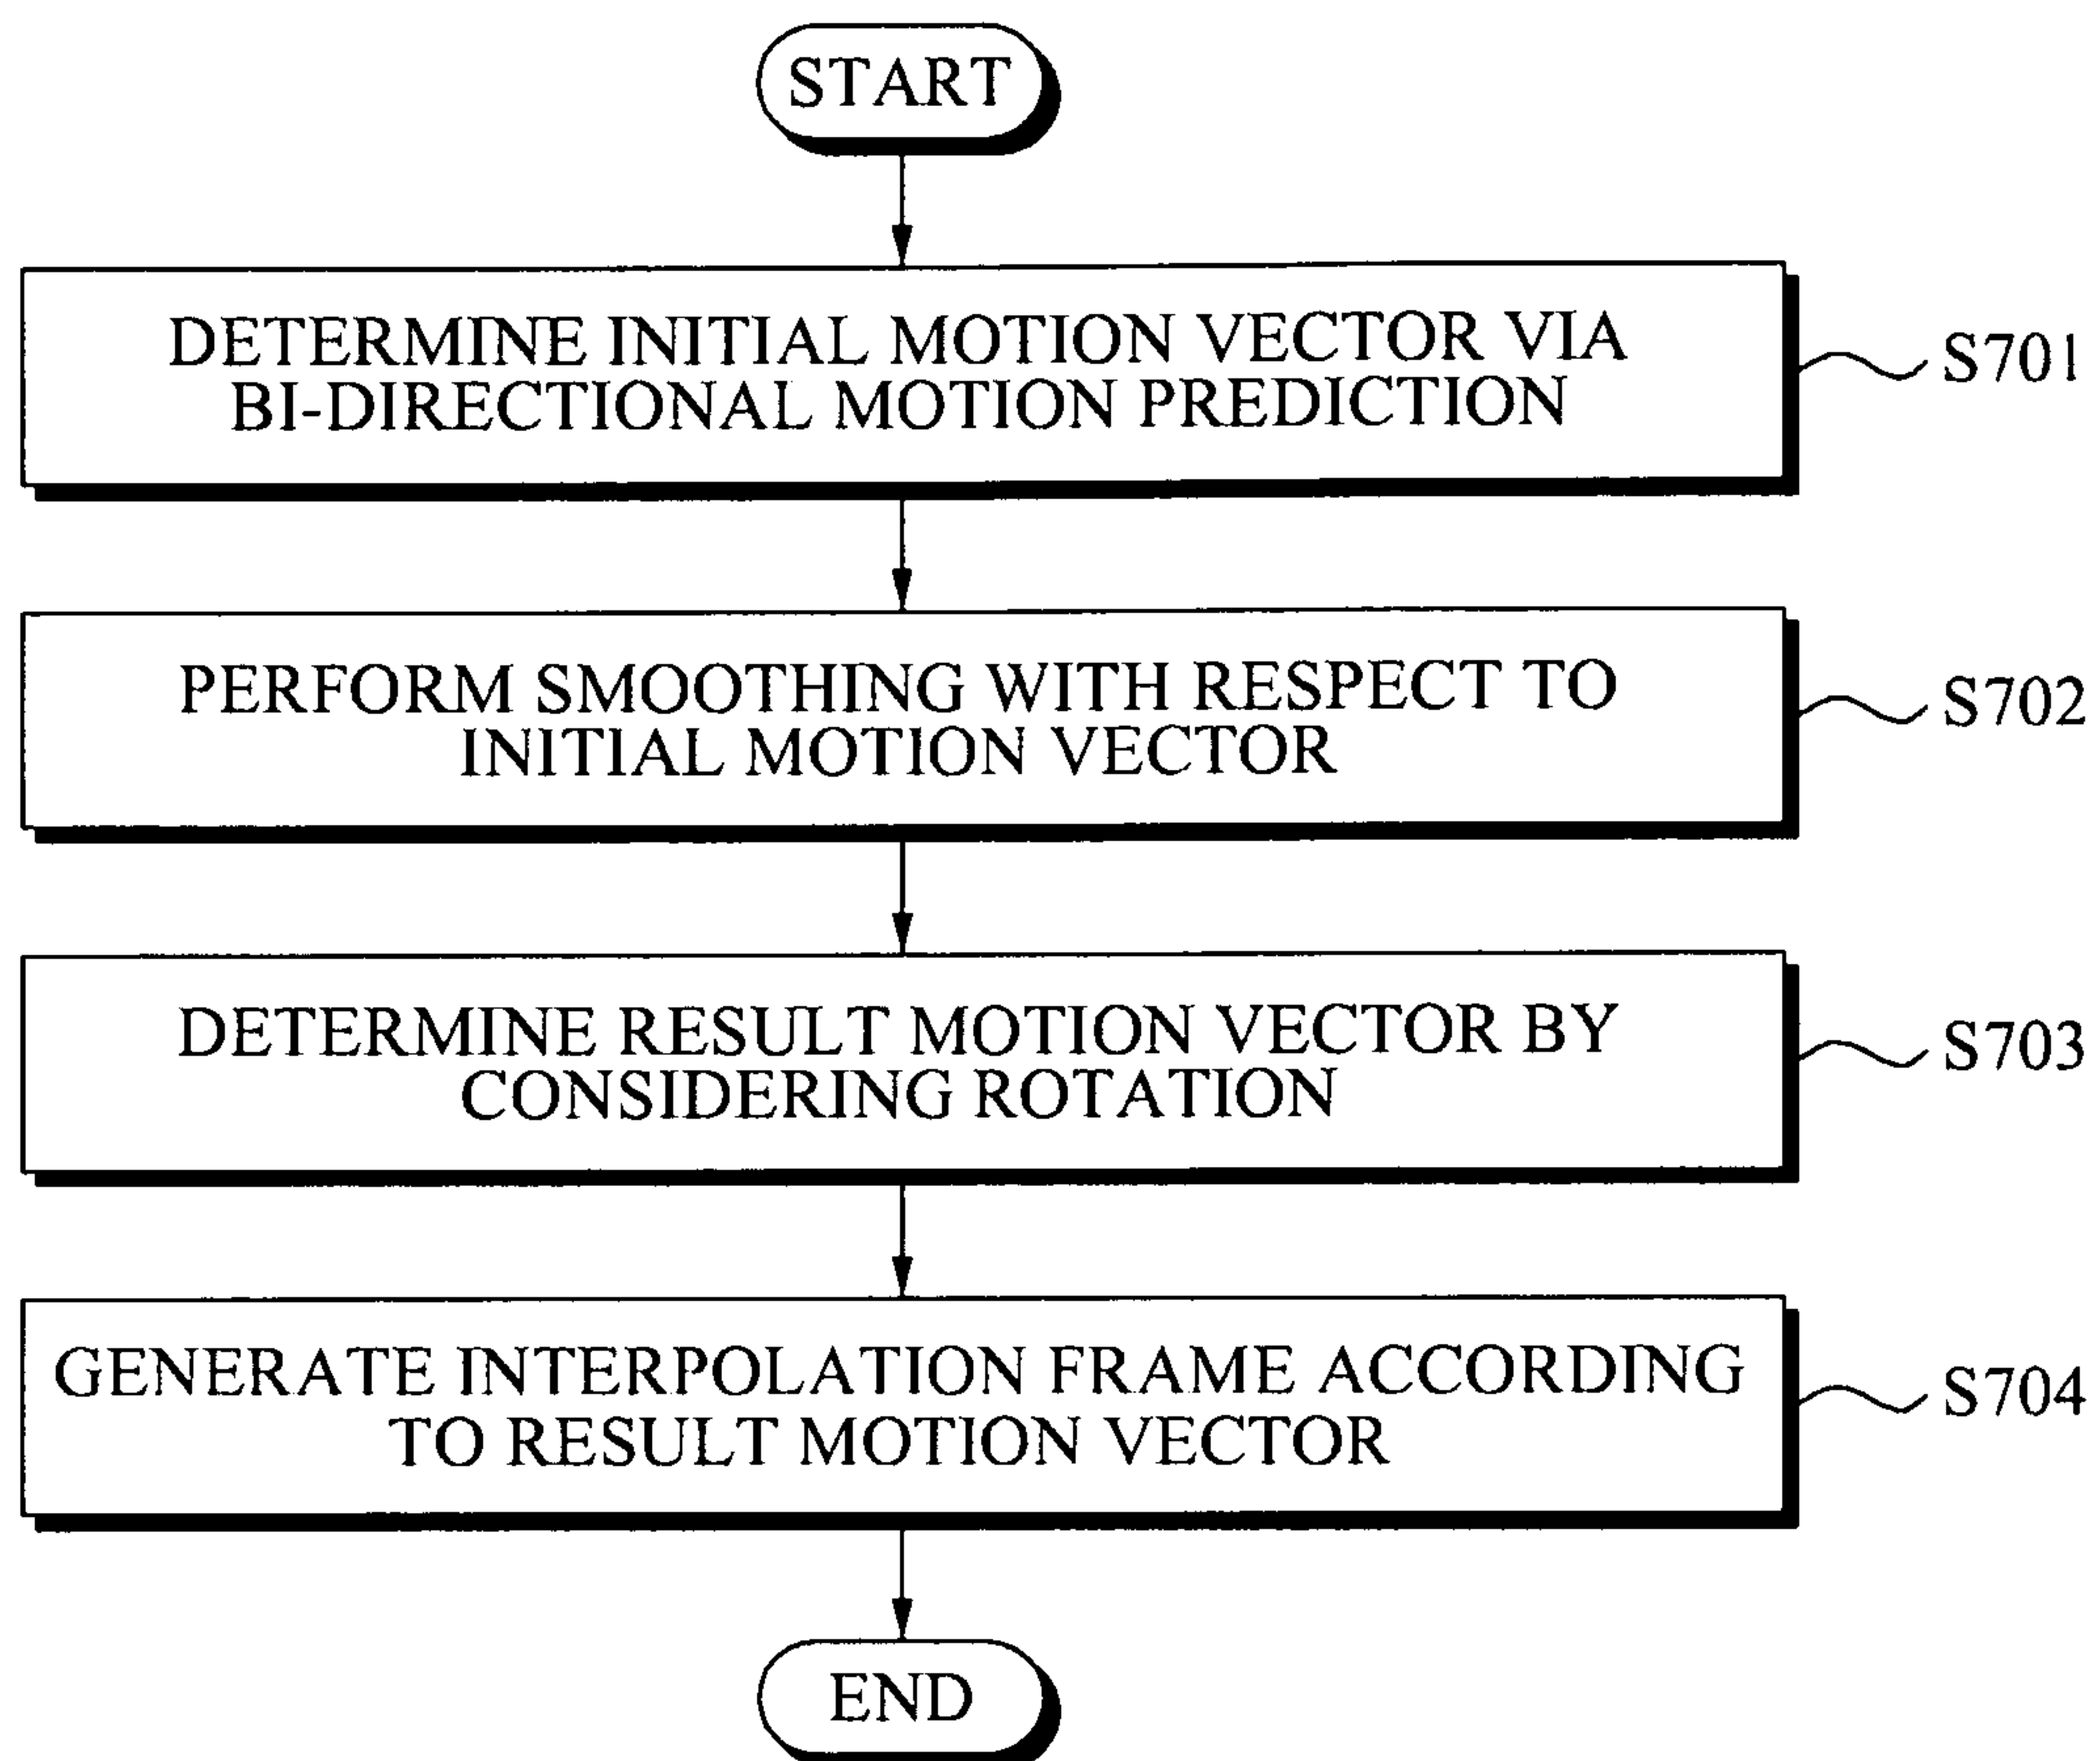 START
DETERMINE INITIAL MOTION VECTOR VIA
BI-DIRECTIONAL MOTION PREDICTION
S701
PERFORM SMOOTHING WITH RESPECT TO
INITIAL MOTION VECTOR
S702
DETERMINE RESULT MOTION VECTOR BY
CONSIDERING ROTATION
S703
GENERATE INTERPOLATION FRAME ACCORDING
TO RESULT MOTION VECTOR
S704
END